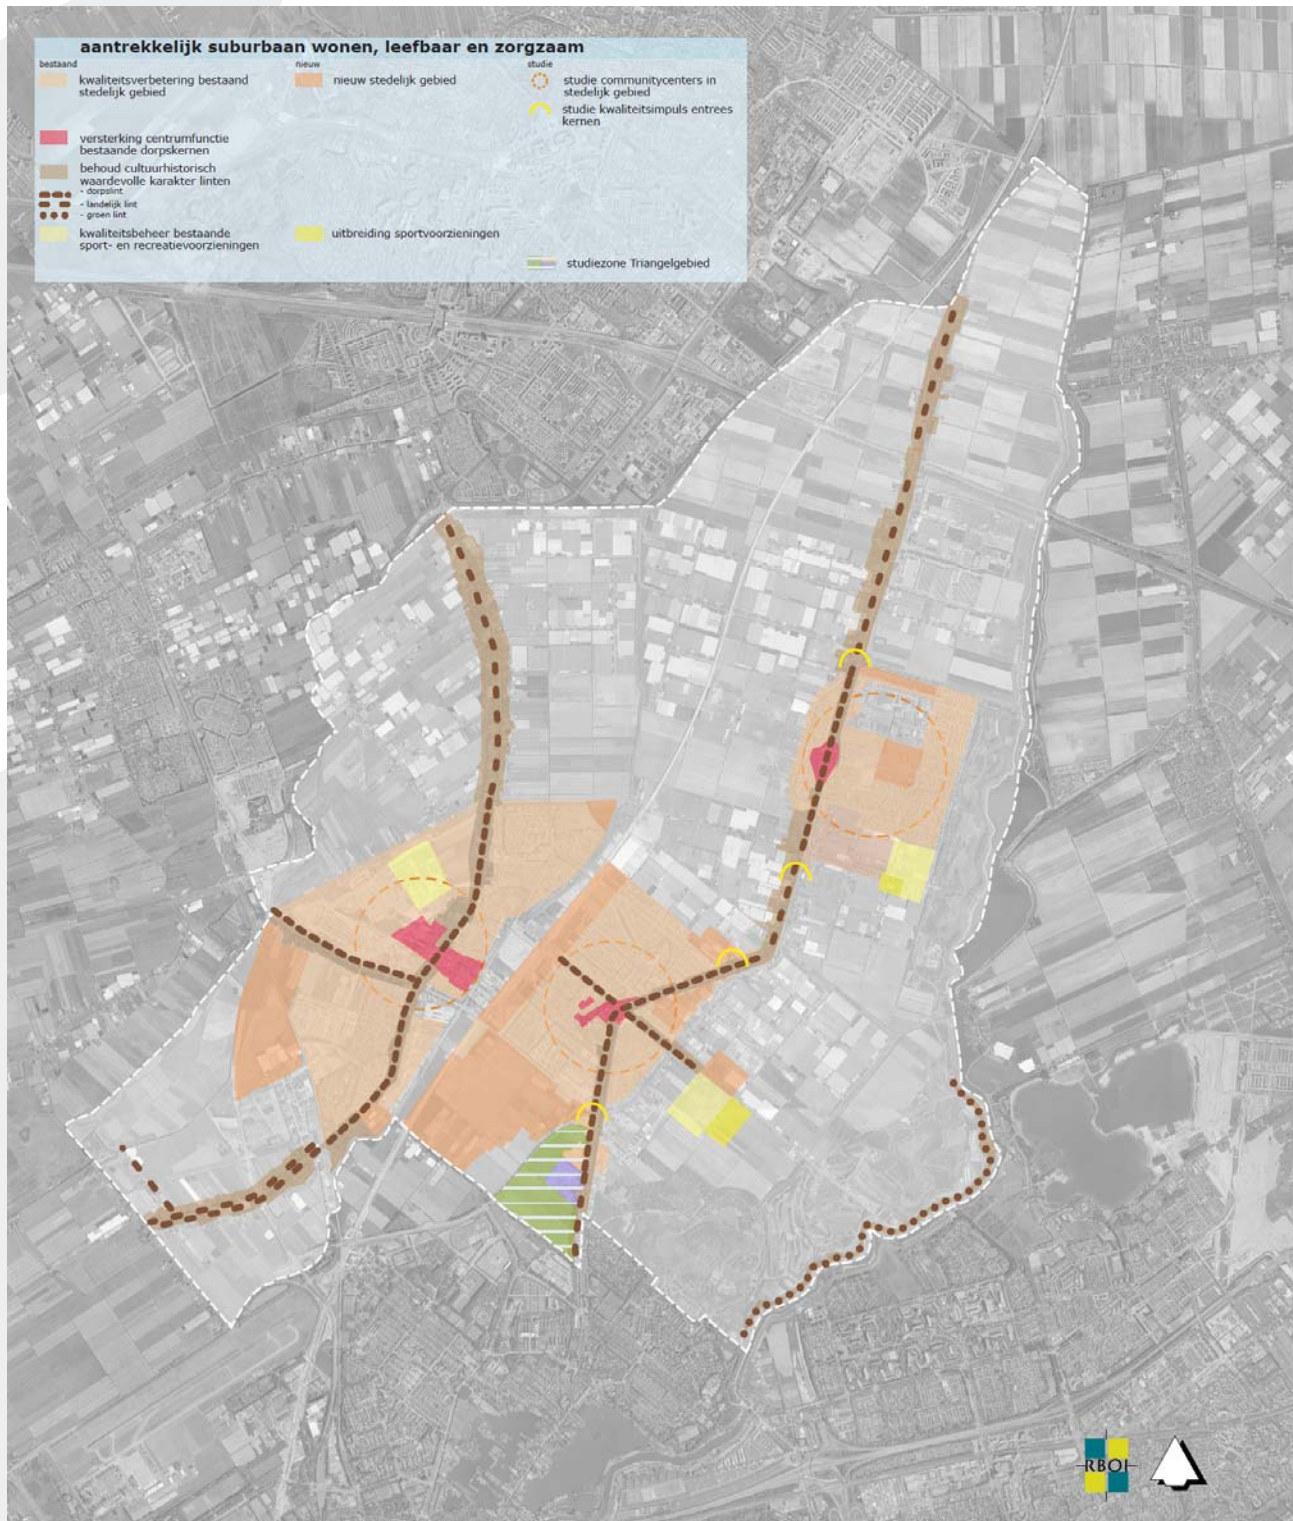 aantrekkelijk suburbaan wonen, leefbaar en zorgzaam
bestaand
kwaliteitsverbetering bestaand
stedelijk gebied
versterking centrumfunctie
bestaande dorpskernen
behoud cultuurhistorisch
waardevolle karakter linten
- dorpslint
- landelijk lint
- groen lint
kwaliteitsbeheer bestaande
sport- en recreatievoorzieningen
nieuw
nieuw stedelijk gebied
uitbreiding sportvoorzieningen
studie
studie communitycenters in
stedelijk gebied
studie kwaliteitsimpuls entrees
kernen
studiezone Triangelgebied
RBOI